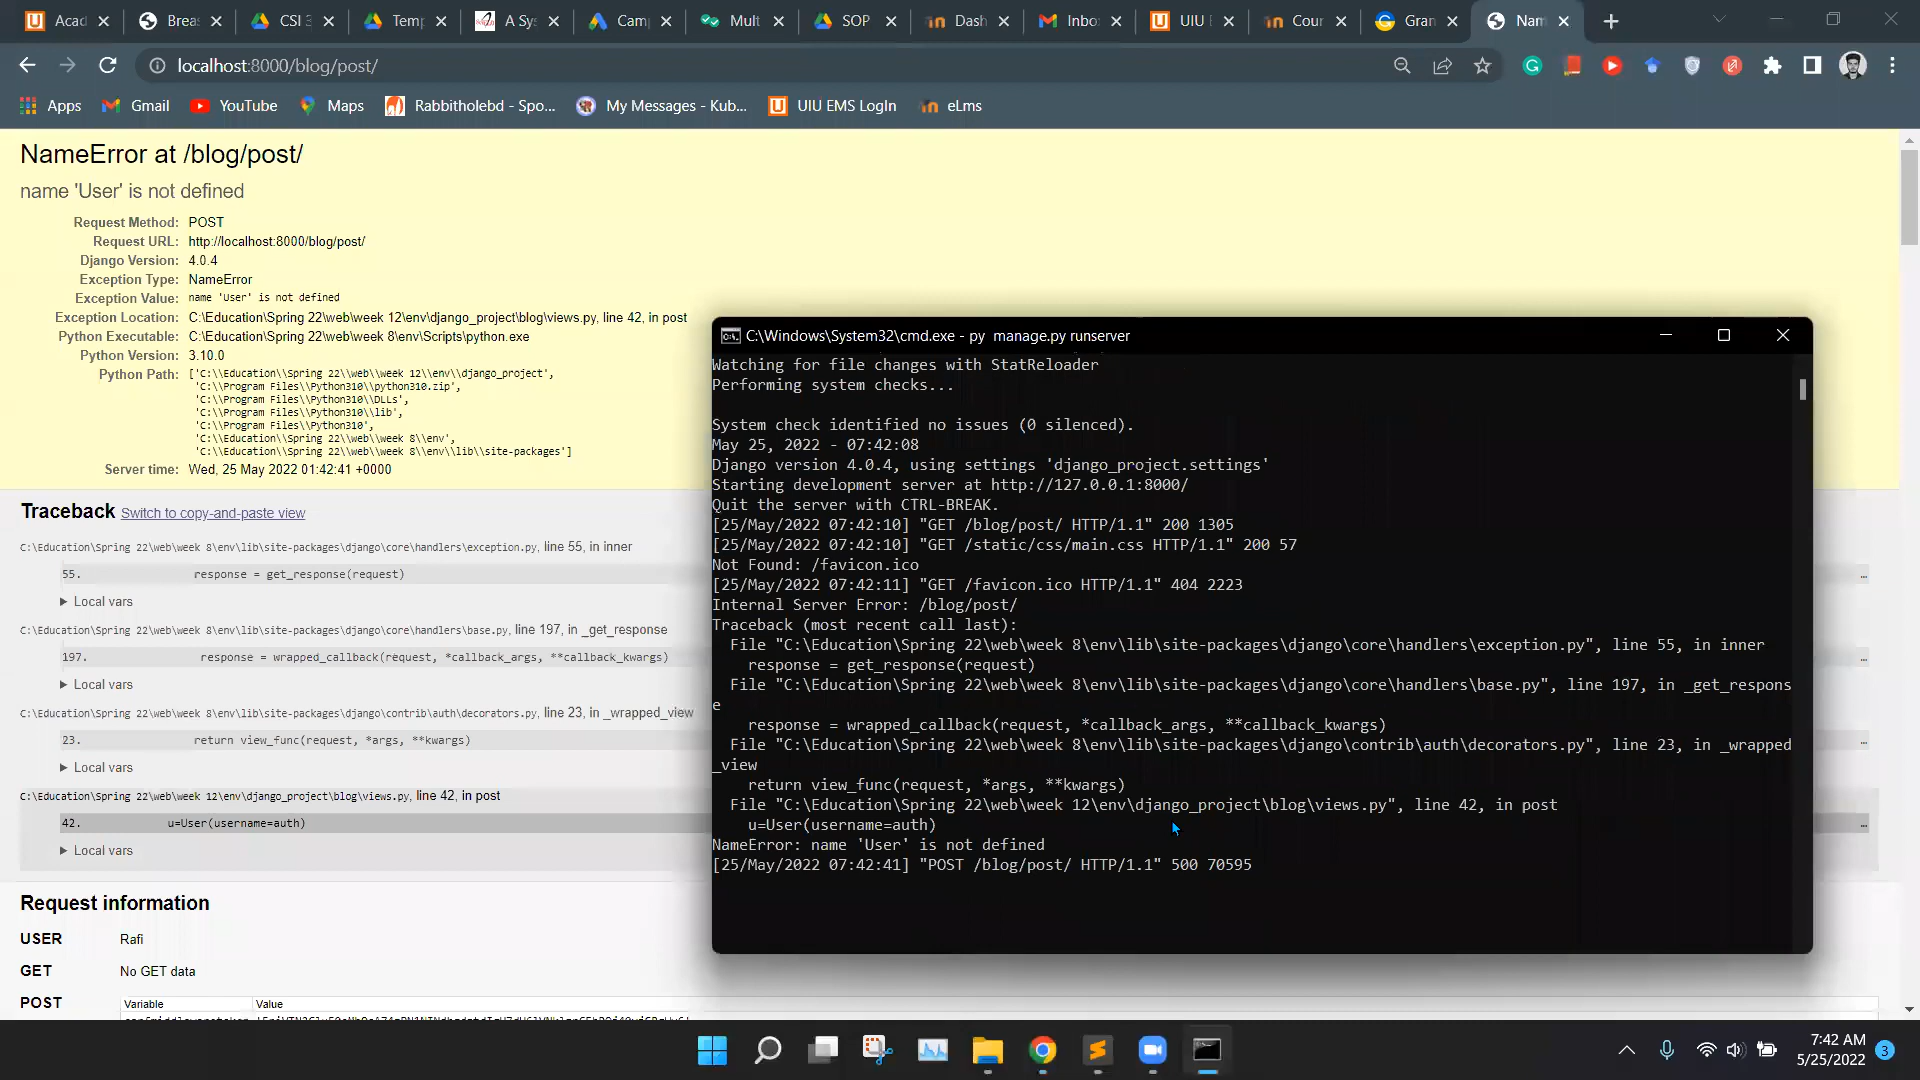 Acad
Breas
CSI 3
Temp
A Sys
Camp
Mult
SOP
Dash
Inbo
UIU E
Cour
Gran
Nam
localhost:8000/blog/post/
Apps
Gmail
YouTube
Maps
Rabbitholebd - Spo...
My Messages - Kub...
UIU EMS LogIn
eLms
NameError at /blog/post/
name 'User' is not defined
Request Method: POST
Request URL: http://localhost:8000/blog/post/
Django Version: 4.0.4
Exception Type: NameError
Exception Value: name 'User' is not defined
Exception Location: C:\Education\Spring 22\web\week 12\env\django_project\blog\views.py, line 42, in post
Python Executable: C:\Education\Spring 22\web\week 8\env\Scripts\python.exe
Python Version: 3.10.0
Python Path: ['C:\\Education\\Spring 22\\web\\week 12\\env\\django_project',
'C:\\Program Files\\Python310\\python310.zip',
'C:\\Program Files\\Python310\\DLLs',
'C:\\Program Files\\Python310\\lib',
'C:\\Program Files\\Python310',
'C:\\Education\\Spring 22\\web\\week 8\\env',
'C:\\Education\\Spring 22\\web\\week 8\\env\\lib\\site-packages']
Server time: Wed, 25 May 2022 01:42:41 +0000
Traceback Switch to copy-and-paste view
C:\Education\Spring 22\web\week 8\env\lib\site-packages\django\core\handlers\exception.py, line 55, in inner
55. response = get_response(request)
▶ Local vars
C:\Education\Spring 22\web\week 8\env\lib\site-packages\django\core\handlers\base.py, line 197, in _get_response
197. response = wrapped_callback(request, *callback_args, **callback_kwargs)
▶ Local vars
C:\Education\Spring 22\web\week 8\env\lib\site-packages\django\contrib\auth\decorators.py, line 23, in _wrapped_view
23. return view_func(request, *args, **kwargs)
▶ Local vars
C:\Education\Spring 22\web\week 12\env\django_project\blog\views.py, line 42, in post
42. u=User(username=auth)
▶ Local vars
Request information
USER Rafi
GET No GET data
POST Variable Value
C:\Windows\System32\cmd.exe - py  manage.py runserver
Watching for file changes with StatReloader
Performing system checks...
System check identified no issues (0 silenced).
May 25, 2022 - 07:42:08
Django version 4.0.4, using settings 'django_project.settings'
Starting development server at http://127.0.0.1:8000/
Quit the server with CTRL-BREAK.
[25/May/2022 07:42:10] "GET /blog/post/ HTTP/1.1" 200 1305
[25/May/2022 07:42:10] "GET /static/css/main.css HTTP/1.1" 200 57
Not Found: /favicon.ico
[25/May/2022 07:42:11] "GET /favicon.ico HTTP/1.1" 404 2223
Internal Server Error: /blog/post/
Traceback (most recent call last):
File "C:\Education\Spring 22\web\week 8\env\lib\site-packages\django\core\handlers\exception.py", line 55, in inner
response = get_response(request)
File "C:\Education\Spring 22\web\week 8\env\lib\site-packages\django\core\handlers\base.py", line 197, in _get_respons
e
response = wrapped_callback(request, *callback_args, **callback_kwargs)
File "C:\Education\Spring 22\web\week 8\env\lib\site-packages\django\contrib\auth\decorators.py", line 23, in _wrapped
_view
return view_func(request, *args, **kwargs)
File "C:\Education\Spring 22\web\week 12\env\django_project\blog\views.py", line 42, in post
u=User(username=auth)
NameError: name 'User' is not defined
[25/May/2022 07:42:41] "POST /blog/post/ HTTP/1.1" 500 70595
7:42 AM
5/25/2022
3